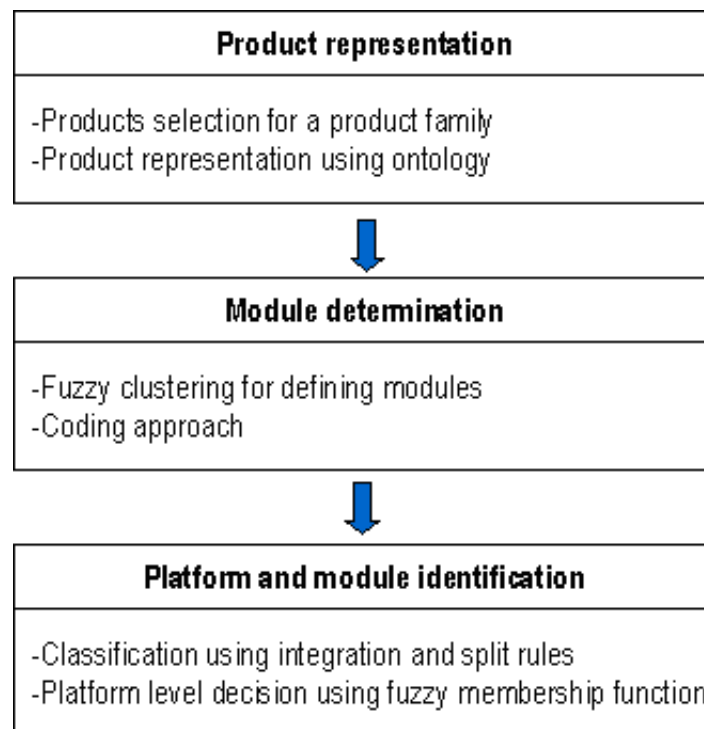 Product representation
-Products selection for a product family
-Product representation using ontology
Module determination
-Fuzzy clustering for defining modules
-Coding approach
Platform and module identification
-Classification using integration and split rules
-Platform level decision using fuzzy membership function